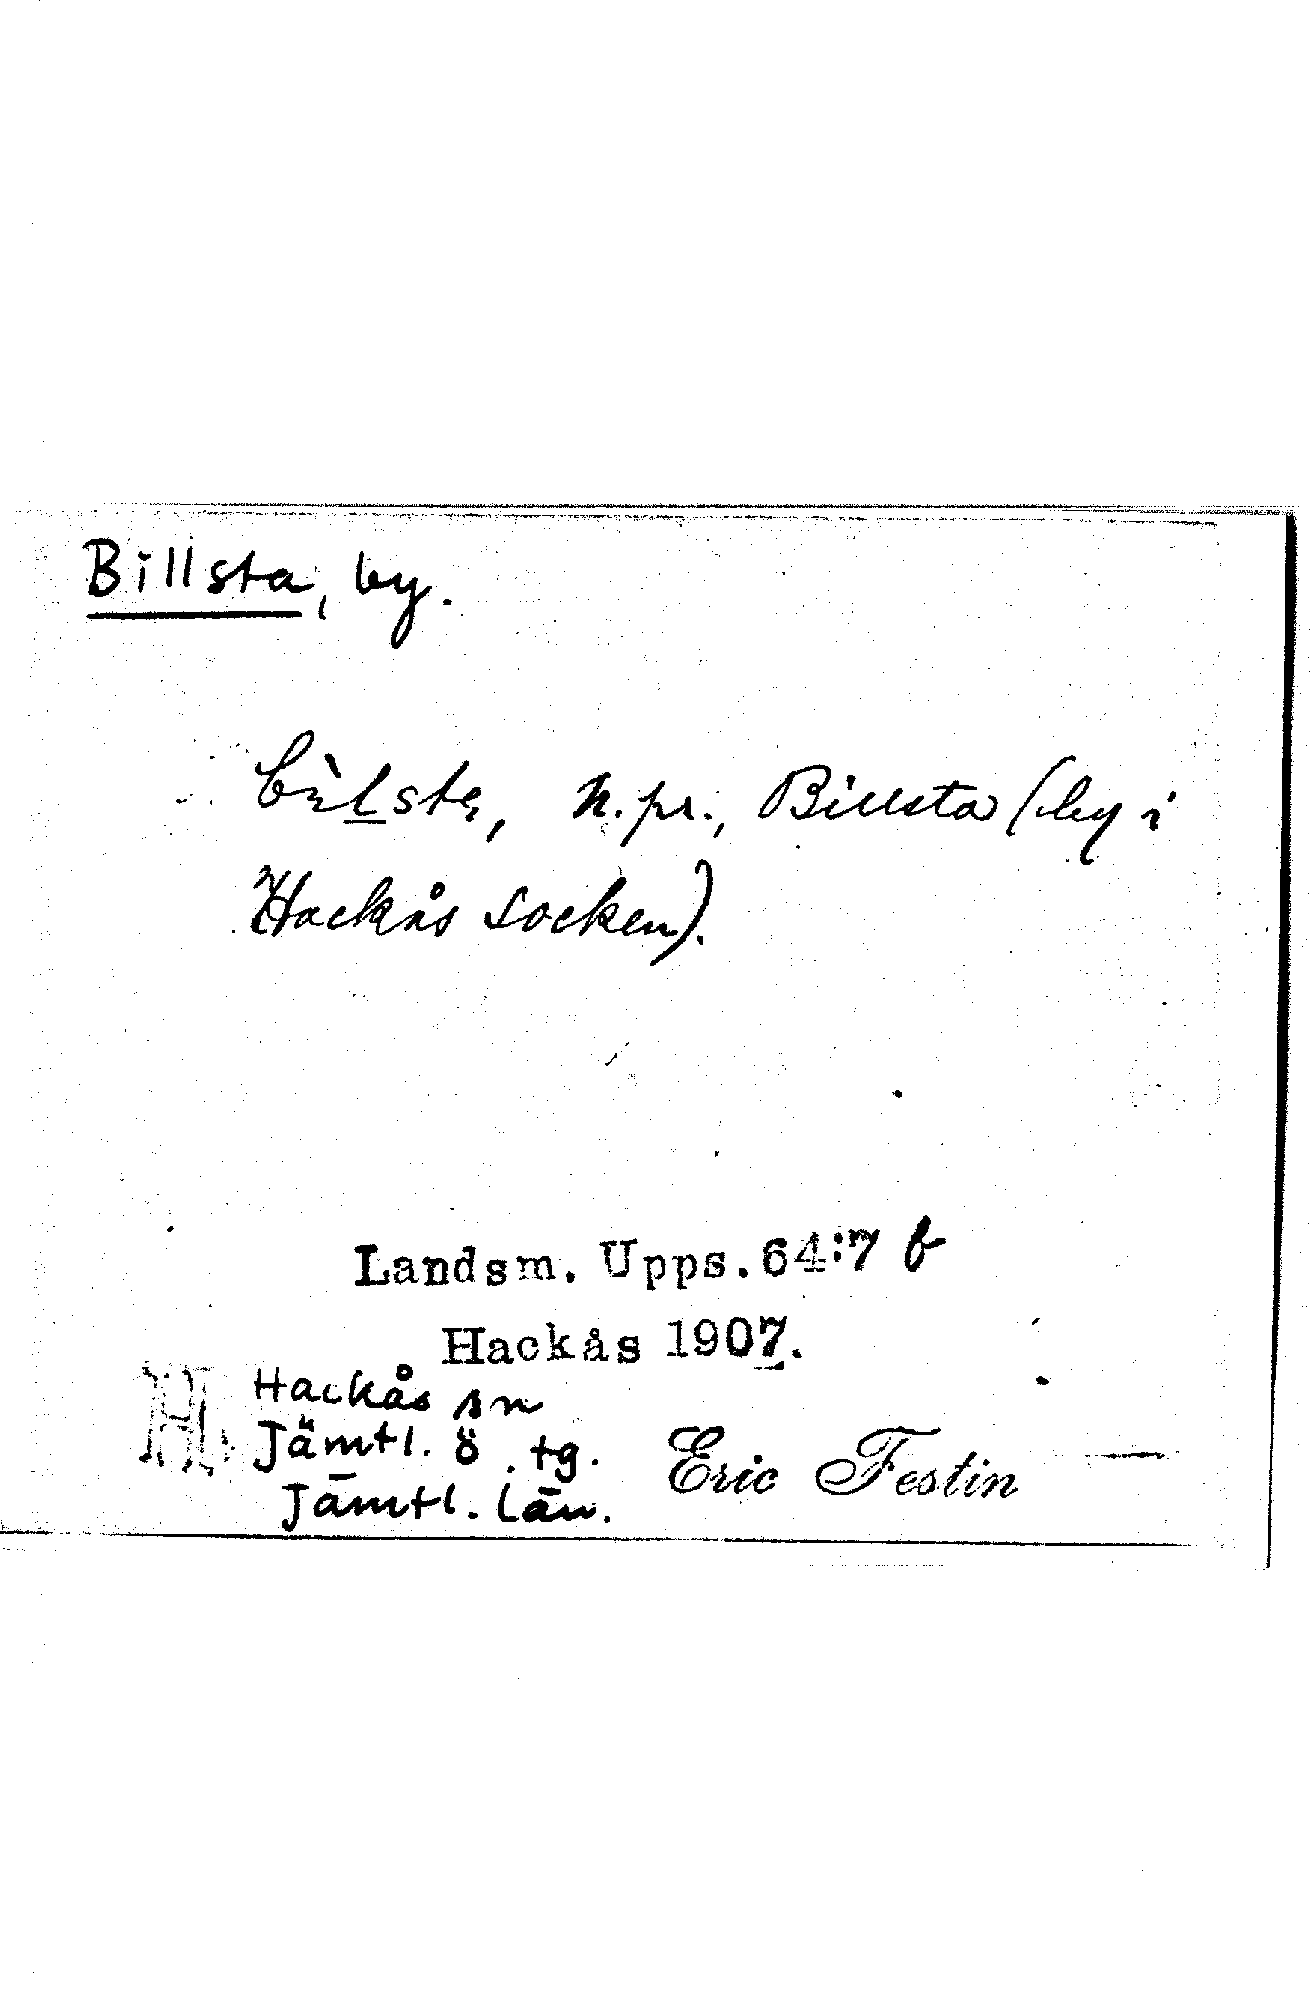 Billsta, by.
bìlstę, n.pr., Billsta (by i
Hackås socken).
Landsm. Upps. 64:7 b
Hackås 1907.
H. Hackås sn
Jämtl. ö. tg.
Jämtl. län.
Eric Festin